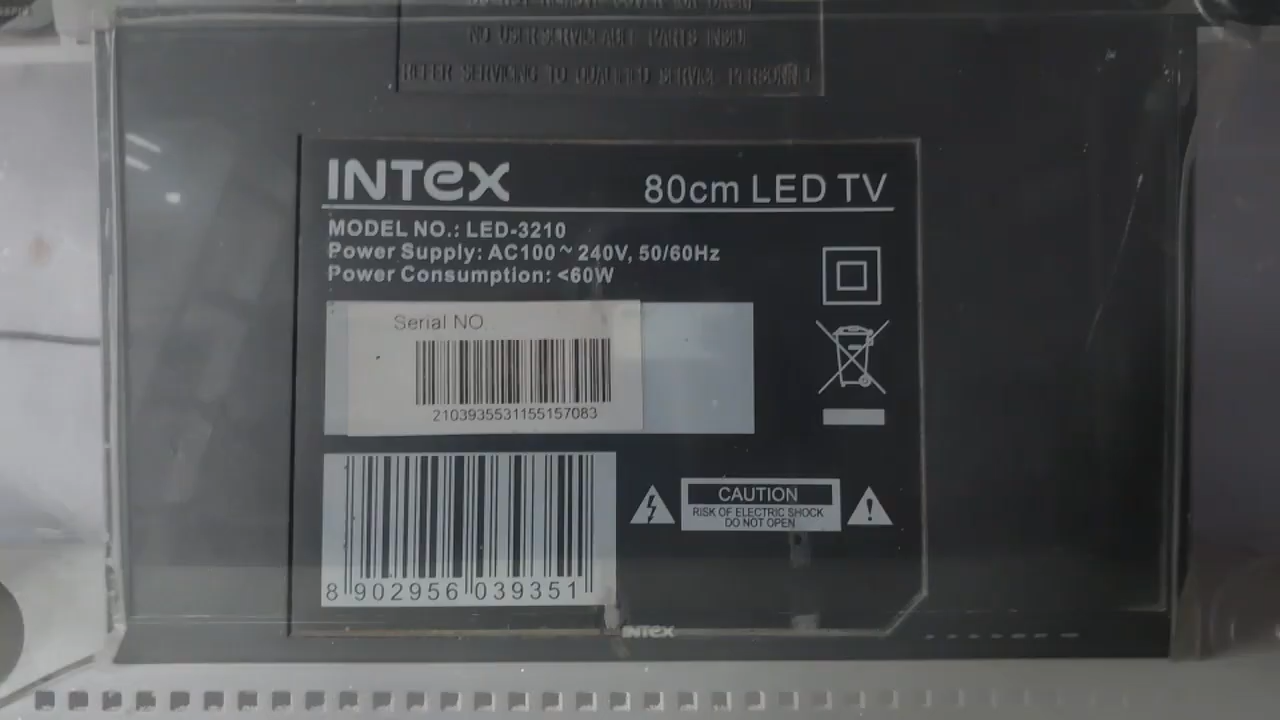 NO USER SERVICEABLE PARTS INSIDE
REFER SERVICING TO QUALIFIED SERVICE PERSONNEL
INTEX
80cm LED TV
MODEL NO.: LED-3210
Power Supply: AC100 ~ 240V, 50/60Hz
Power Consumption: <60W
Serial NO
2103935531155157083
CAUTION
RISK OF ELECTRIC SHOCK
DO NOT OPEN
8 902956 039351
INTEX